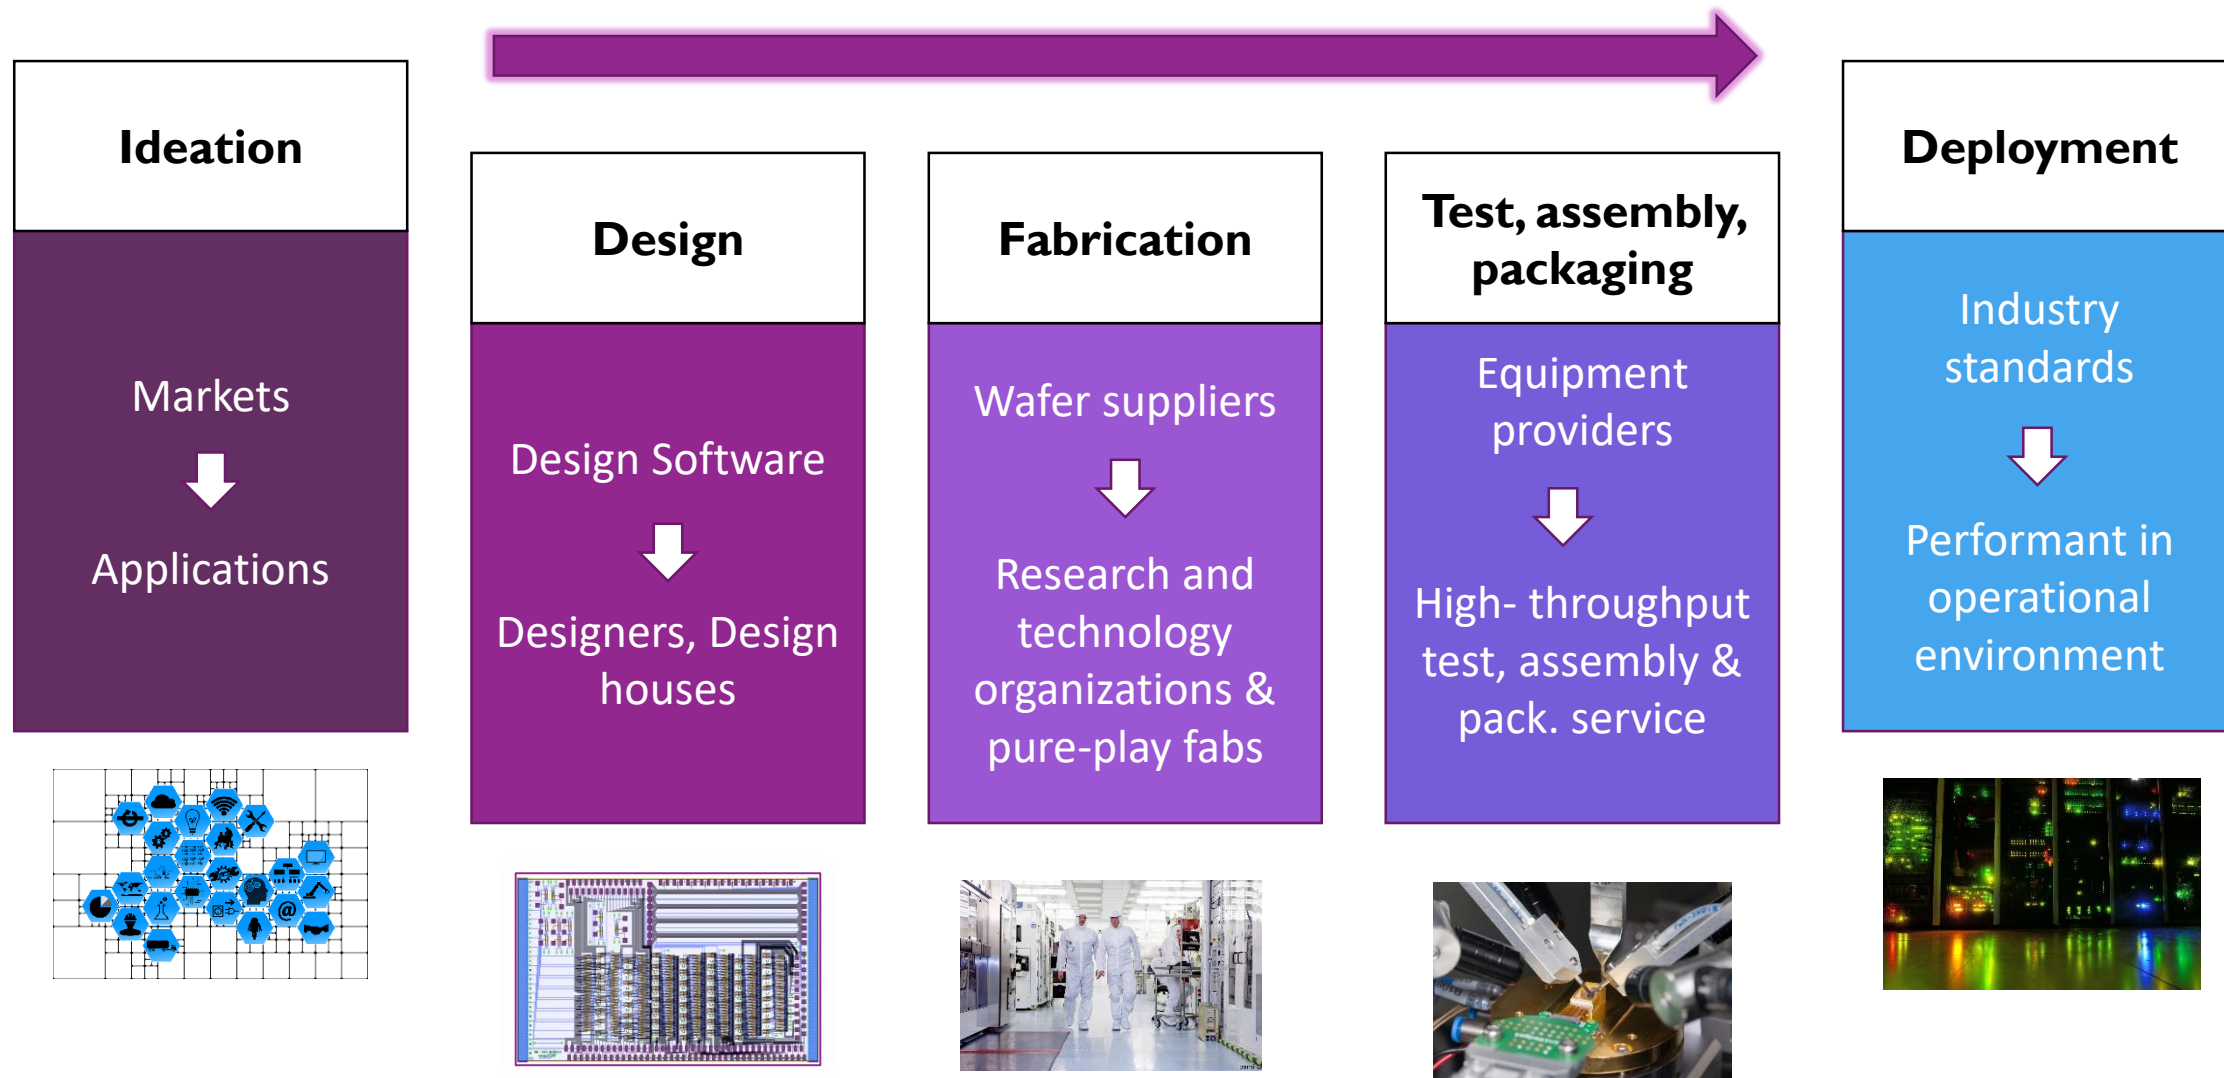 Ideation
Markets
Applications
Design
Design Software
Designers, Design
houses
Fabrication
Wafer suppliers
Research and
technology
organizations &
pure-play fabs
Test, assembly,
packaging
Equipment
providers
High- throughput
test, assembly &
pack. service
Deployment
Industry
standards
Performant in
operational
environment
@